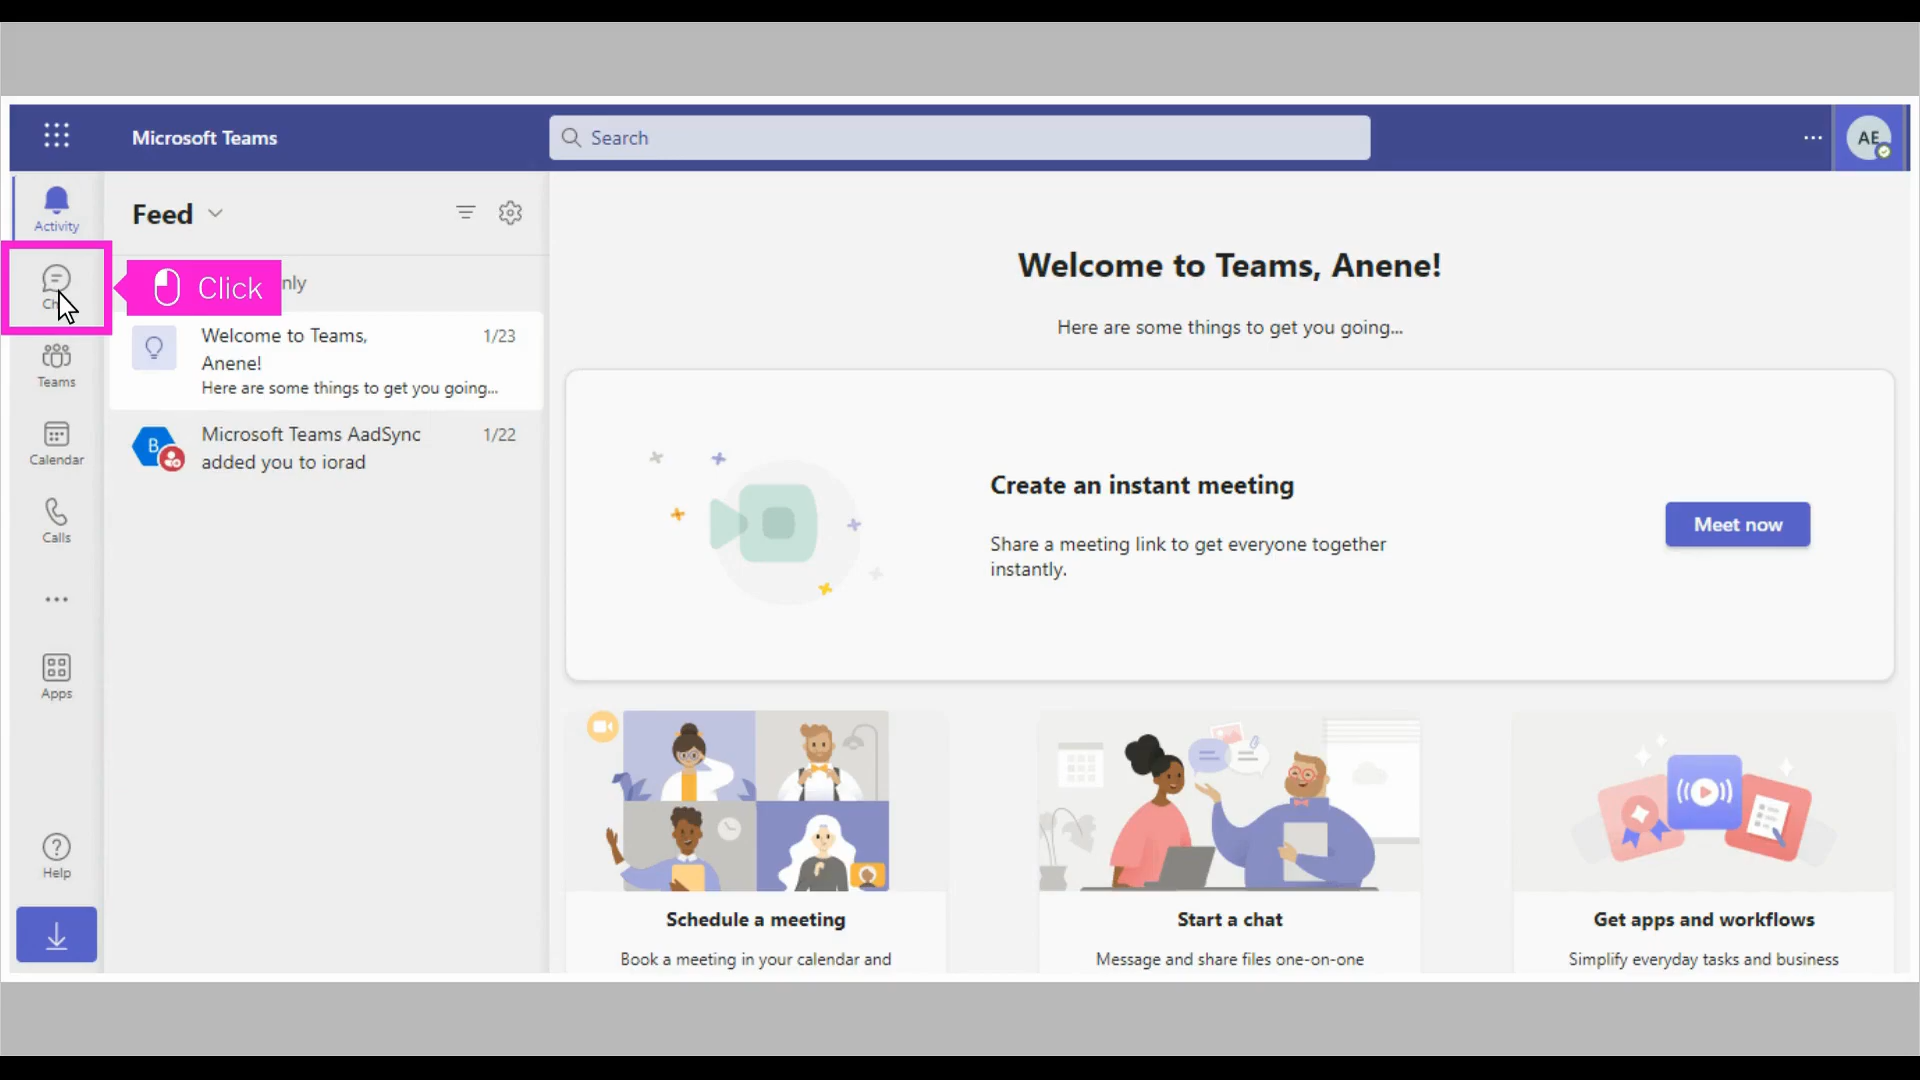 Microsoft Teams
Search
AE
Activity
Feed
Click
Teams
Calendar
Calls
Apps
Help
Welcome to Teams, 1/23
Anene!
Here are some things to get you going...
B
Microsoft Teams AadSync 1/22
added you to iorad
Welcome to Teams, Anene!
Here are some things to get you going...
Create an instant meeting
Share a meeting link to get everyone together
instantly.
Meet now
Schedule a meeting
Book a meeting in your calendar and
Start a chat
Message and share files one-on-one
Get apps and workflows
Simplify everyday tasks and business